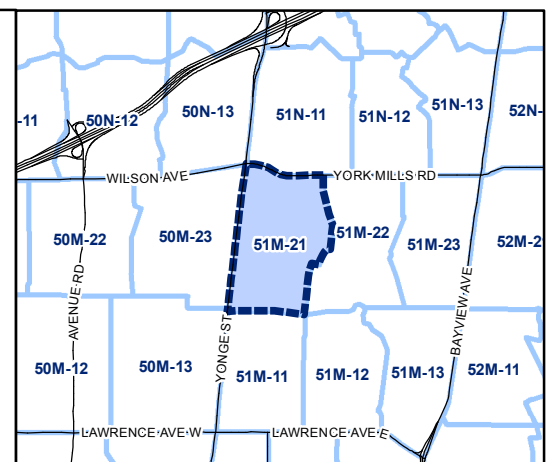 50N-13
51N-11
51N-13
52N-
-11
50N-12
51N-12
WILSON AVE
YORK MILLS RD
50M-22
50M-23
51M-21
51M-22
51M-23
52M-2
AVENUE RD
YONGE ST
BAYVIEW AVE
50M-12
50M-13
51M-11
51M-12
51M-13
52M-11
LAWRENCE AVE W
LAWRENCE AVE E